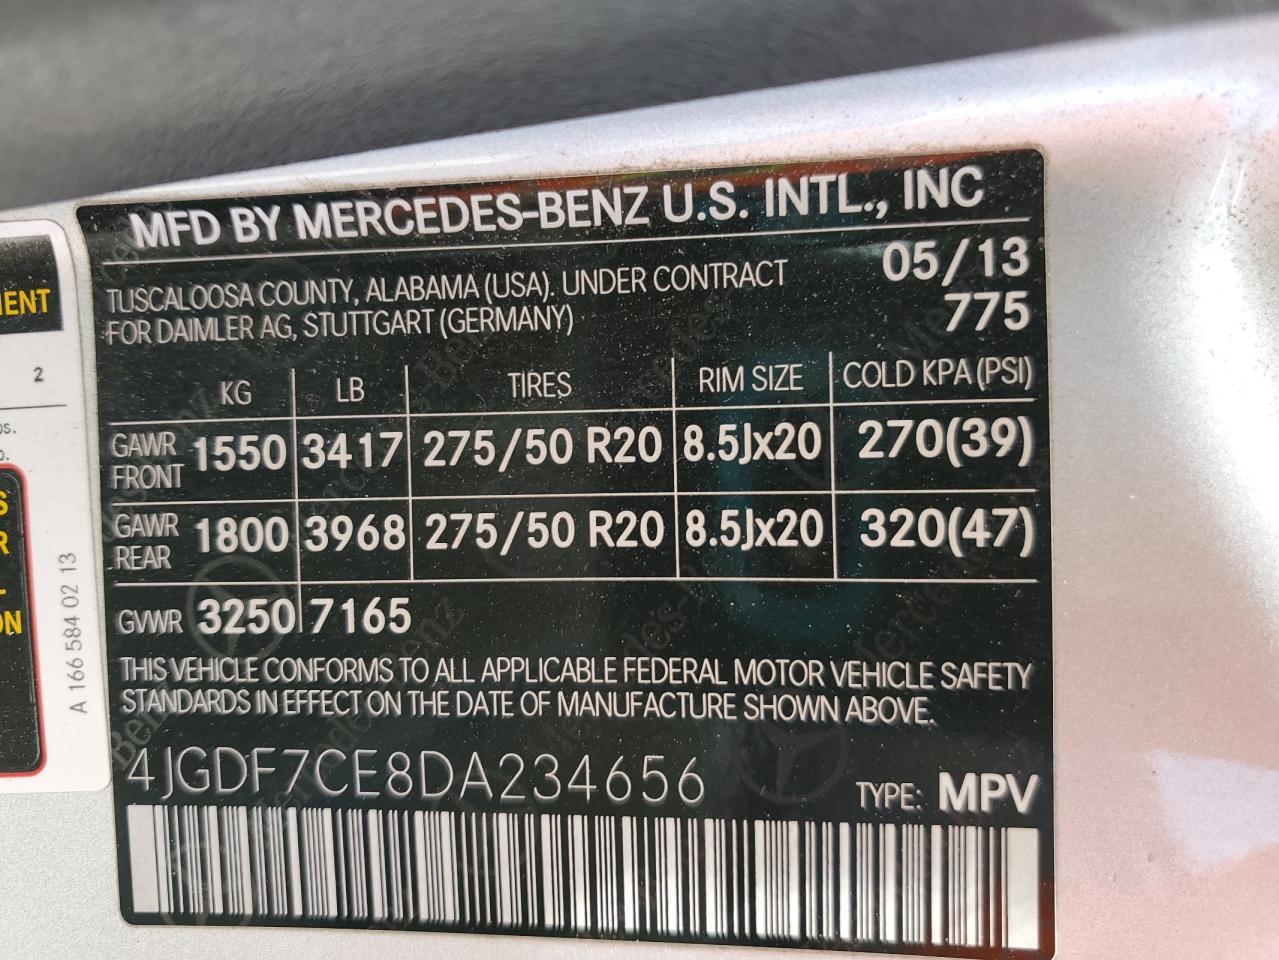 MFD BY MERCEDES-BENZ U.S. INTL., INC
TUSCALOOSA COUNTY, ALABAMA (USA). UNDER CONTRACT
FOR DAIMLER AG, STUTTGART (GERMANY)
05/13
775
KG LB TIRES RIM SIZE COLD KPA (PSI)
GAWR FRONT 1550 3417 275/50 R20 8.5Jx20 270(39)
GAWR REAR 1800 3968 275/50 R20 8.5Jx20 320(47)
GVWR 3250 7165
THIS VEHICLE CONFORMS TO ALL APPLICABLE FEDERAL MOTOR VEHICLE SAFETY
STANDARDS IN EFFECT ON THE DATE OF MANUFACTURE SHOWN ABOVE.
4JGDF7CE8DA234656
TYPE: MPV
2
A 166 584 02 13